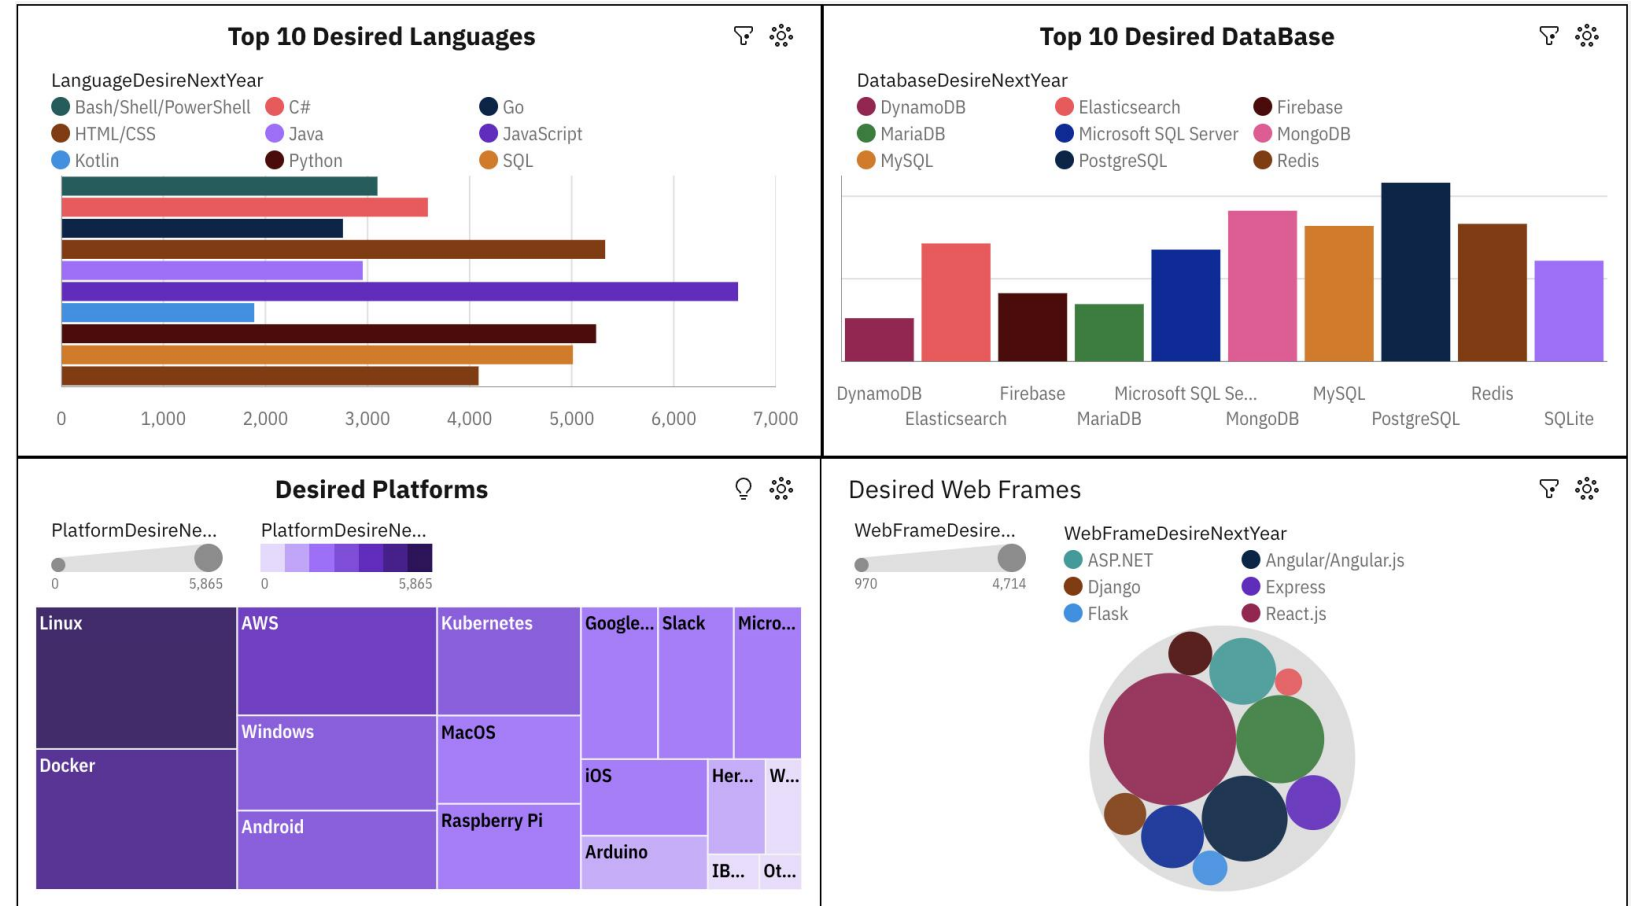 Top 10 Desired Languages
LanguageDesireNextYear
Bash/Shell/PowerShell C# Go
HTML/CSS Java JavaScript
Kotlin Python SQL
0 1,000 2,000 3,000 4,000 5,000 6,000 7,000
Top 10 Desired DataBase
DatabaseDesireNextYear
DynamoDB Elasticsearch Firebase
MariaDB Microsoft SQL Server MongoDB
MySQL PostgreSQL Redis
DynamoDB Firebase Microsoft SQL Se... MySQL Redis
Elasticsearch MariaDB MongoDB PostgreSQL SQLite
Desired Platforms
PlatformDesireNe... PlatformDesireNe...
0 5,865 0 5,865
Linux AWS Kubernetes Google... Slack Micro...
Windows MacOS
Docker iOS Her... W...
Android Raspberry Pi
Arduino IB... Ot...
Desired Web Frames
WebFrameDesire... WebFrameDesireNextYear
970 4,714
ASP.NET Angular/Angular.js
Django Express
Flask React.js